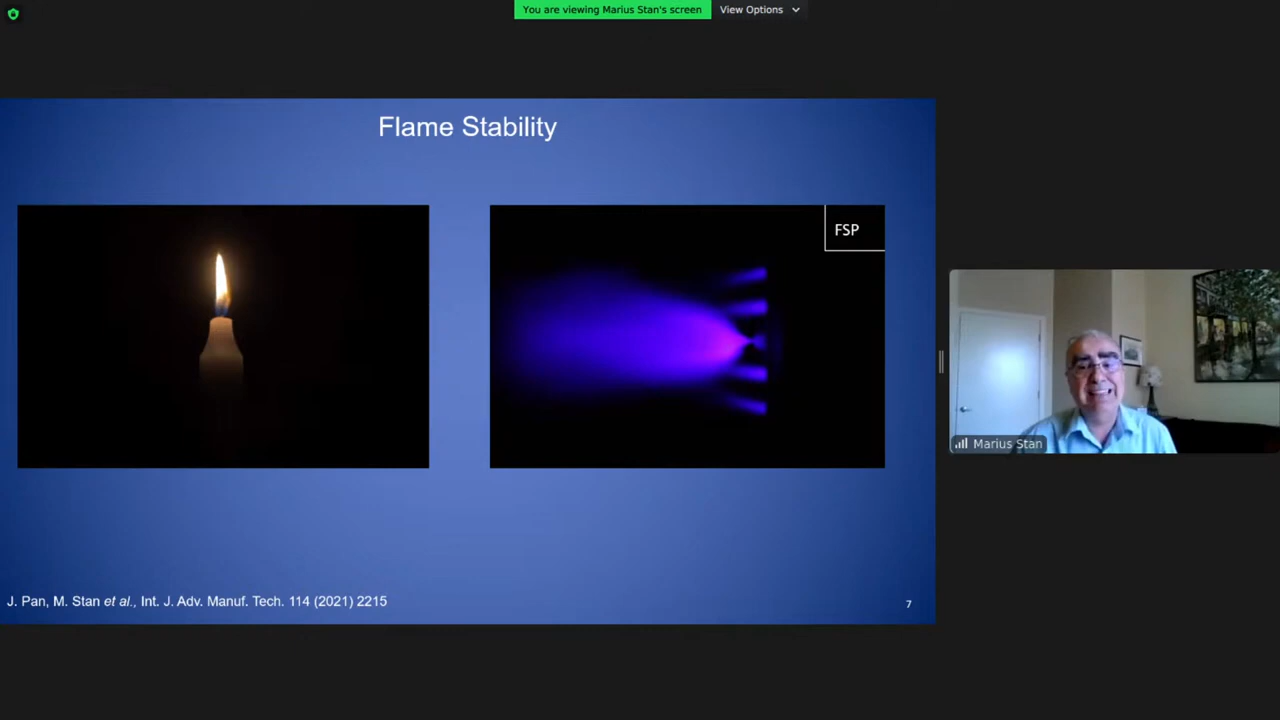 You are viewing Marius Stan's screen
View Options
Flame Stability
FSP
Marius Stan
J. Pan, M. Stan et al., Int. J. Adv. Manuf. Tech. 114 (2021) 2215
7